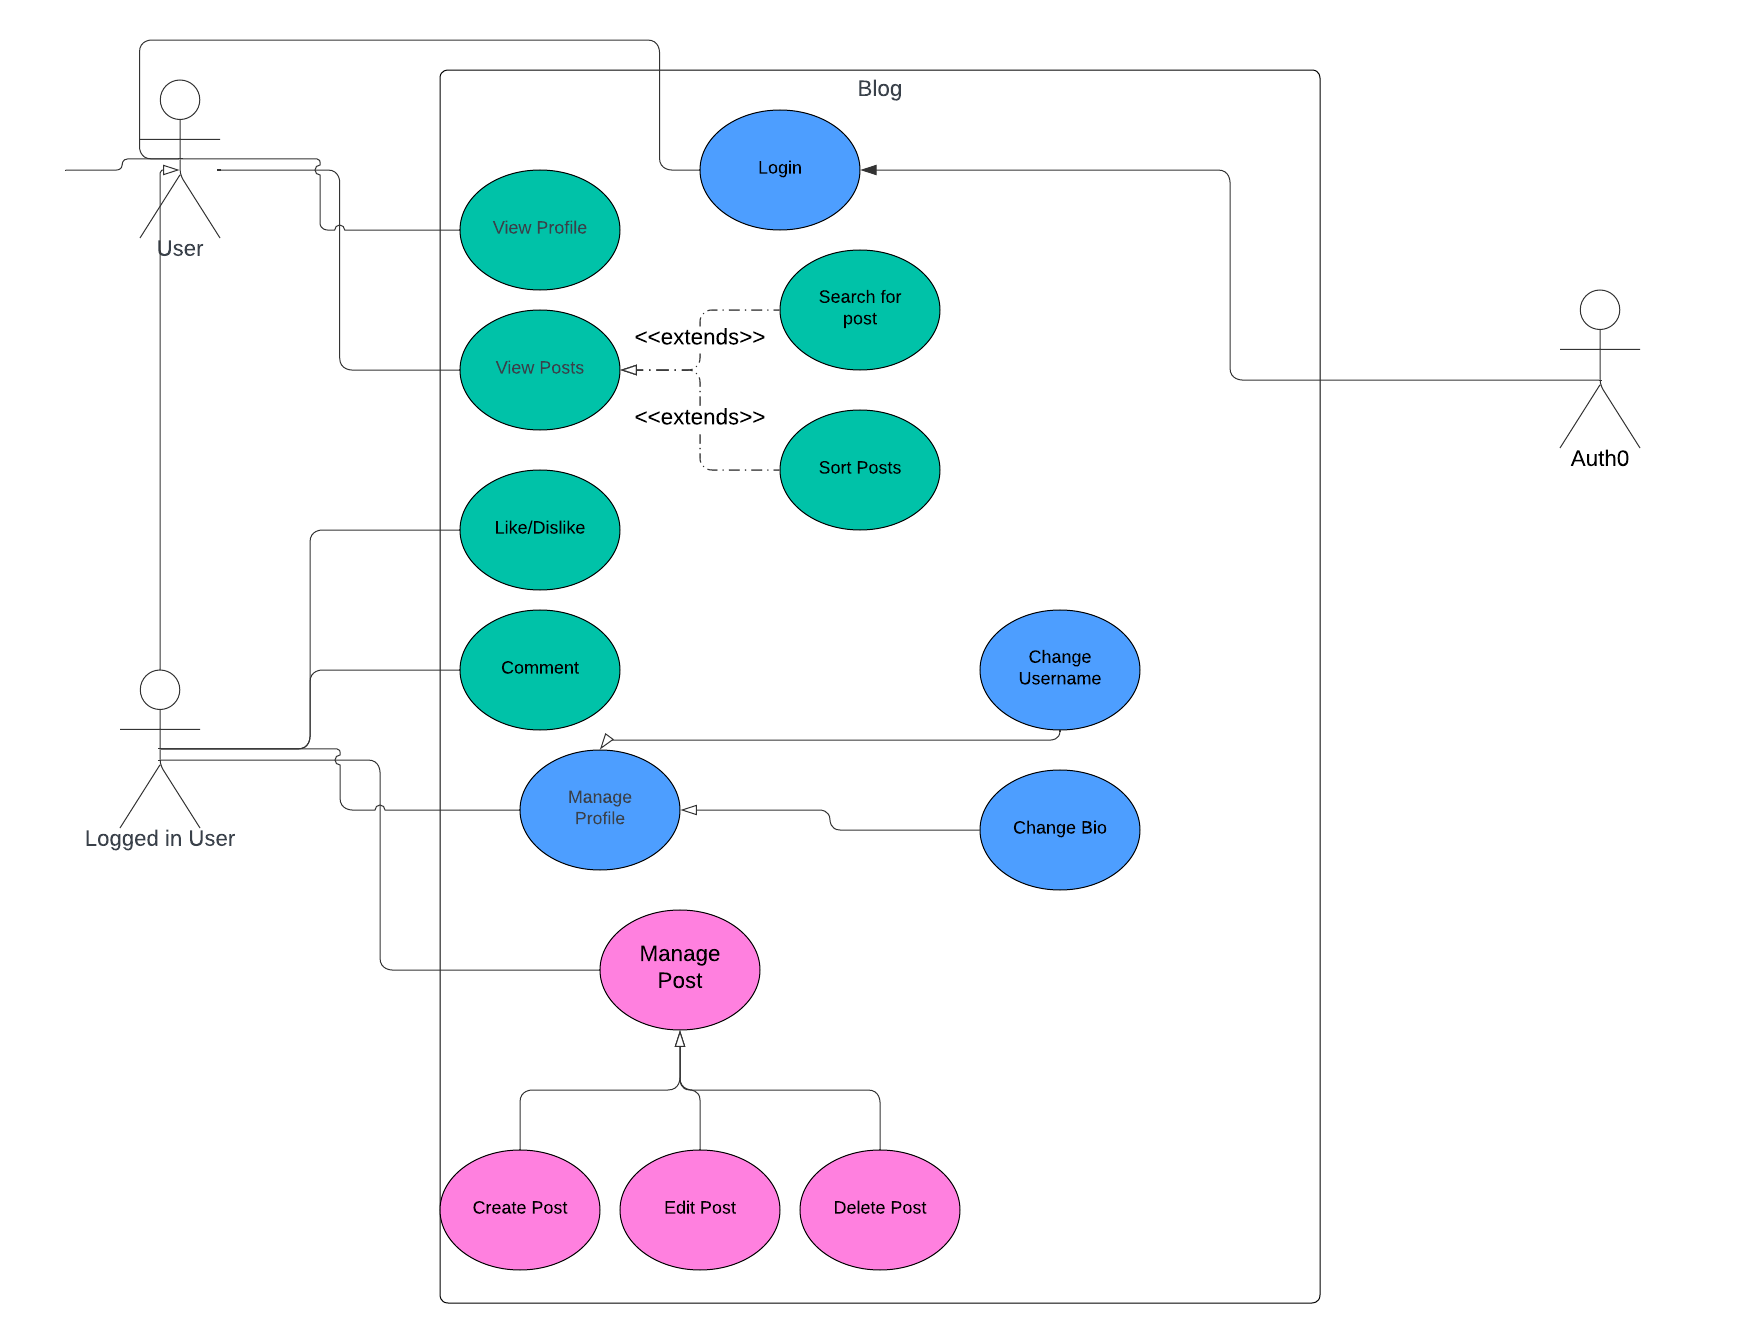 Blog
Login
User
View Profile
Search for
post
<<extends>>
View Posts
<<extends>>
Sort Posts
Auth0
Like/Dislike
Comment
Change
Username
Logged in User
Manage
Profile
Change Bio
Manage
Post
Create Post
Edit Post
Delete Post